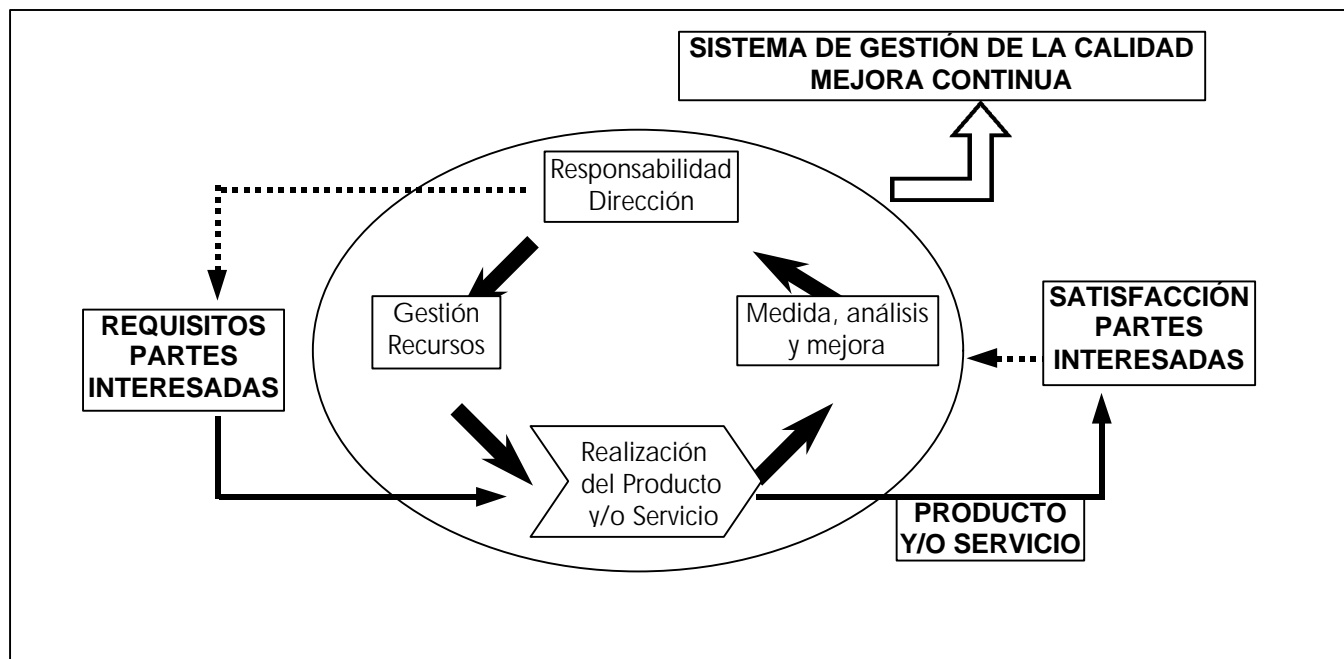 SISTEMA DE GESTIÓN DE LA CALIDAD
MEJORA CONTINUA
Responsabilidad
Dirección
REQUISITOS
PARTES
INTERESADAS
Gestión
Recursos
Medida, análisis
y mejora
SATISFACCIÓN
PARTES
INTERESADAS
Realización
del Producto
y/o Servicio
PRODUCTO
Y/O SERVICIO